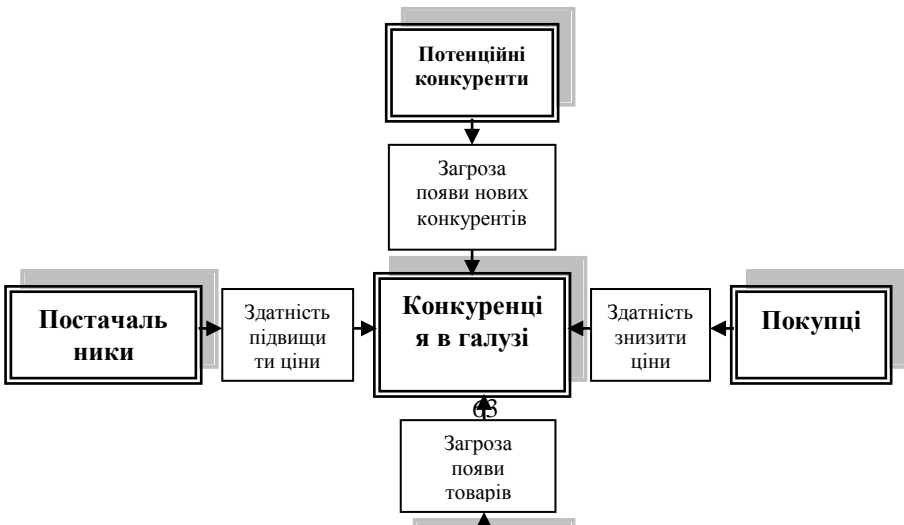 Потенційні
конкуренти
Загроза
появи нових
конкурентів
Постачаль
ники
Здатність
підвищи
ти ціни
Конкуренці
я в галузі
Здатність
знизити
ціни
Покупці
63
Загроза
появи
товарів